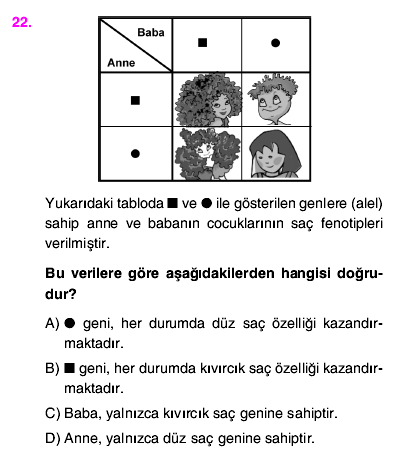 22.
Baba
Anne
■ ●
■
●
Yukarıdaki tabloda ■ ve ● ile gösterilen genlere (alel)
sahip anne ve babanın cocuklarının saç fenotipleri
verilmiştir.
Bu verilere göre aşağıdakilerden hangisi doğru-
dur?
A) ● geni, her durumda düz saç özelliği kazandır-
maktadır.
B) ■ geni, her durumda kıvırcık saç özelliği kazandır-
maktadır.
C) Baba, yalnızca kıvırcık saç genine sahiptir.
D) Anne, yalnızca düz saç genine sahiptir.